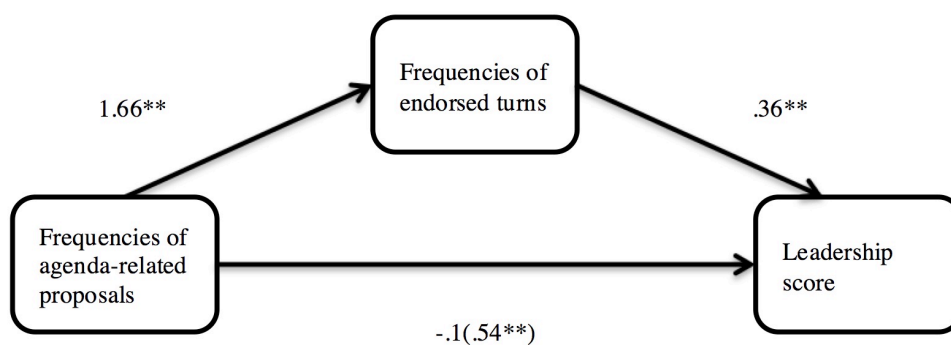 Frequencies of
endorsed turns
1.66**
.36**
Frequencies of
agenda-related
proposals
Leadership
score
-.1(.54**)